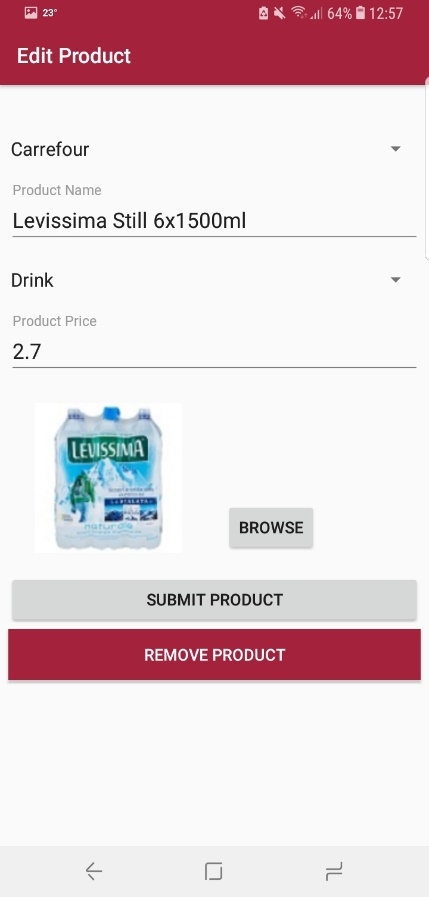 23° 64% 12:57
Edit Product
Carrefour
Product Name
Levissima Still 6x1500ml
Drink
Product Price
2.7
LEVISSIMA
naturale
BROWSE
SUBMIT PRODUCT
REMOVE PRODUCT